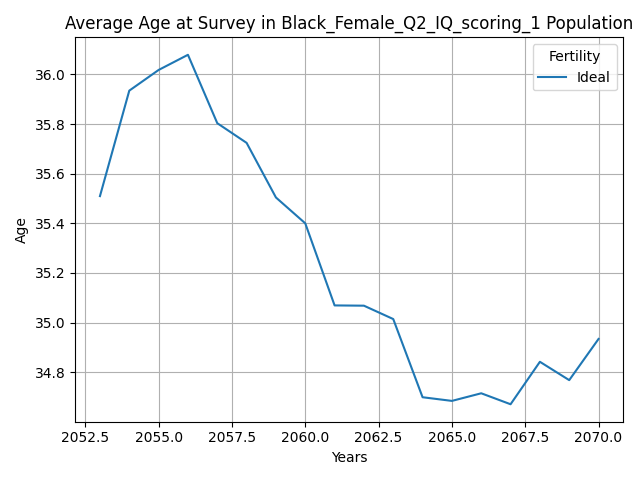 Average Age at Survey in Black_Female_Q2_IQ_scoring_1 Population
Fertility
Ideal
36.0
35.8
35.6
35.4
35.2
35.0
34.8
Age
2052.5 2055.0 2057.5 2060.0 2062.5 2065.0 2067.5 2070.0
Years